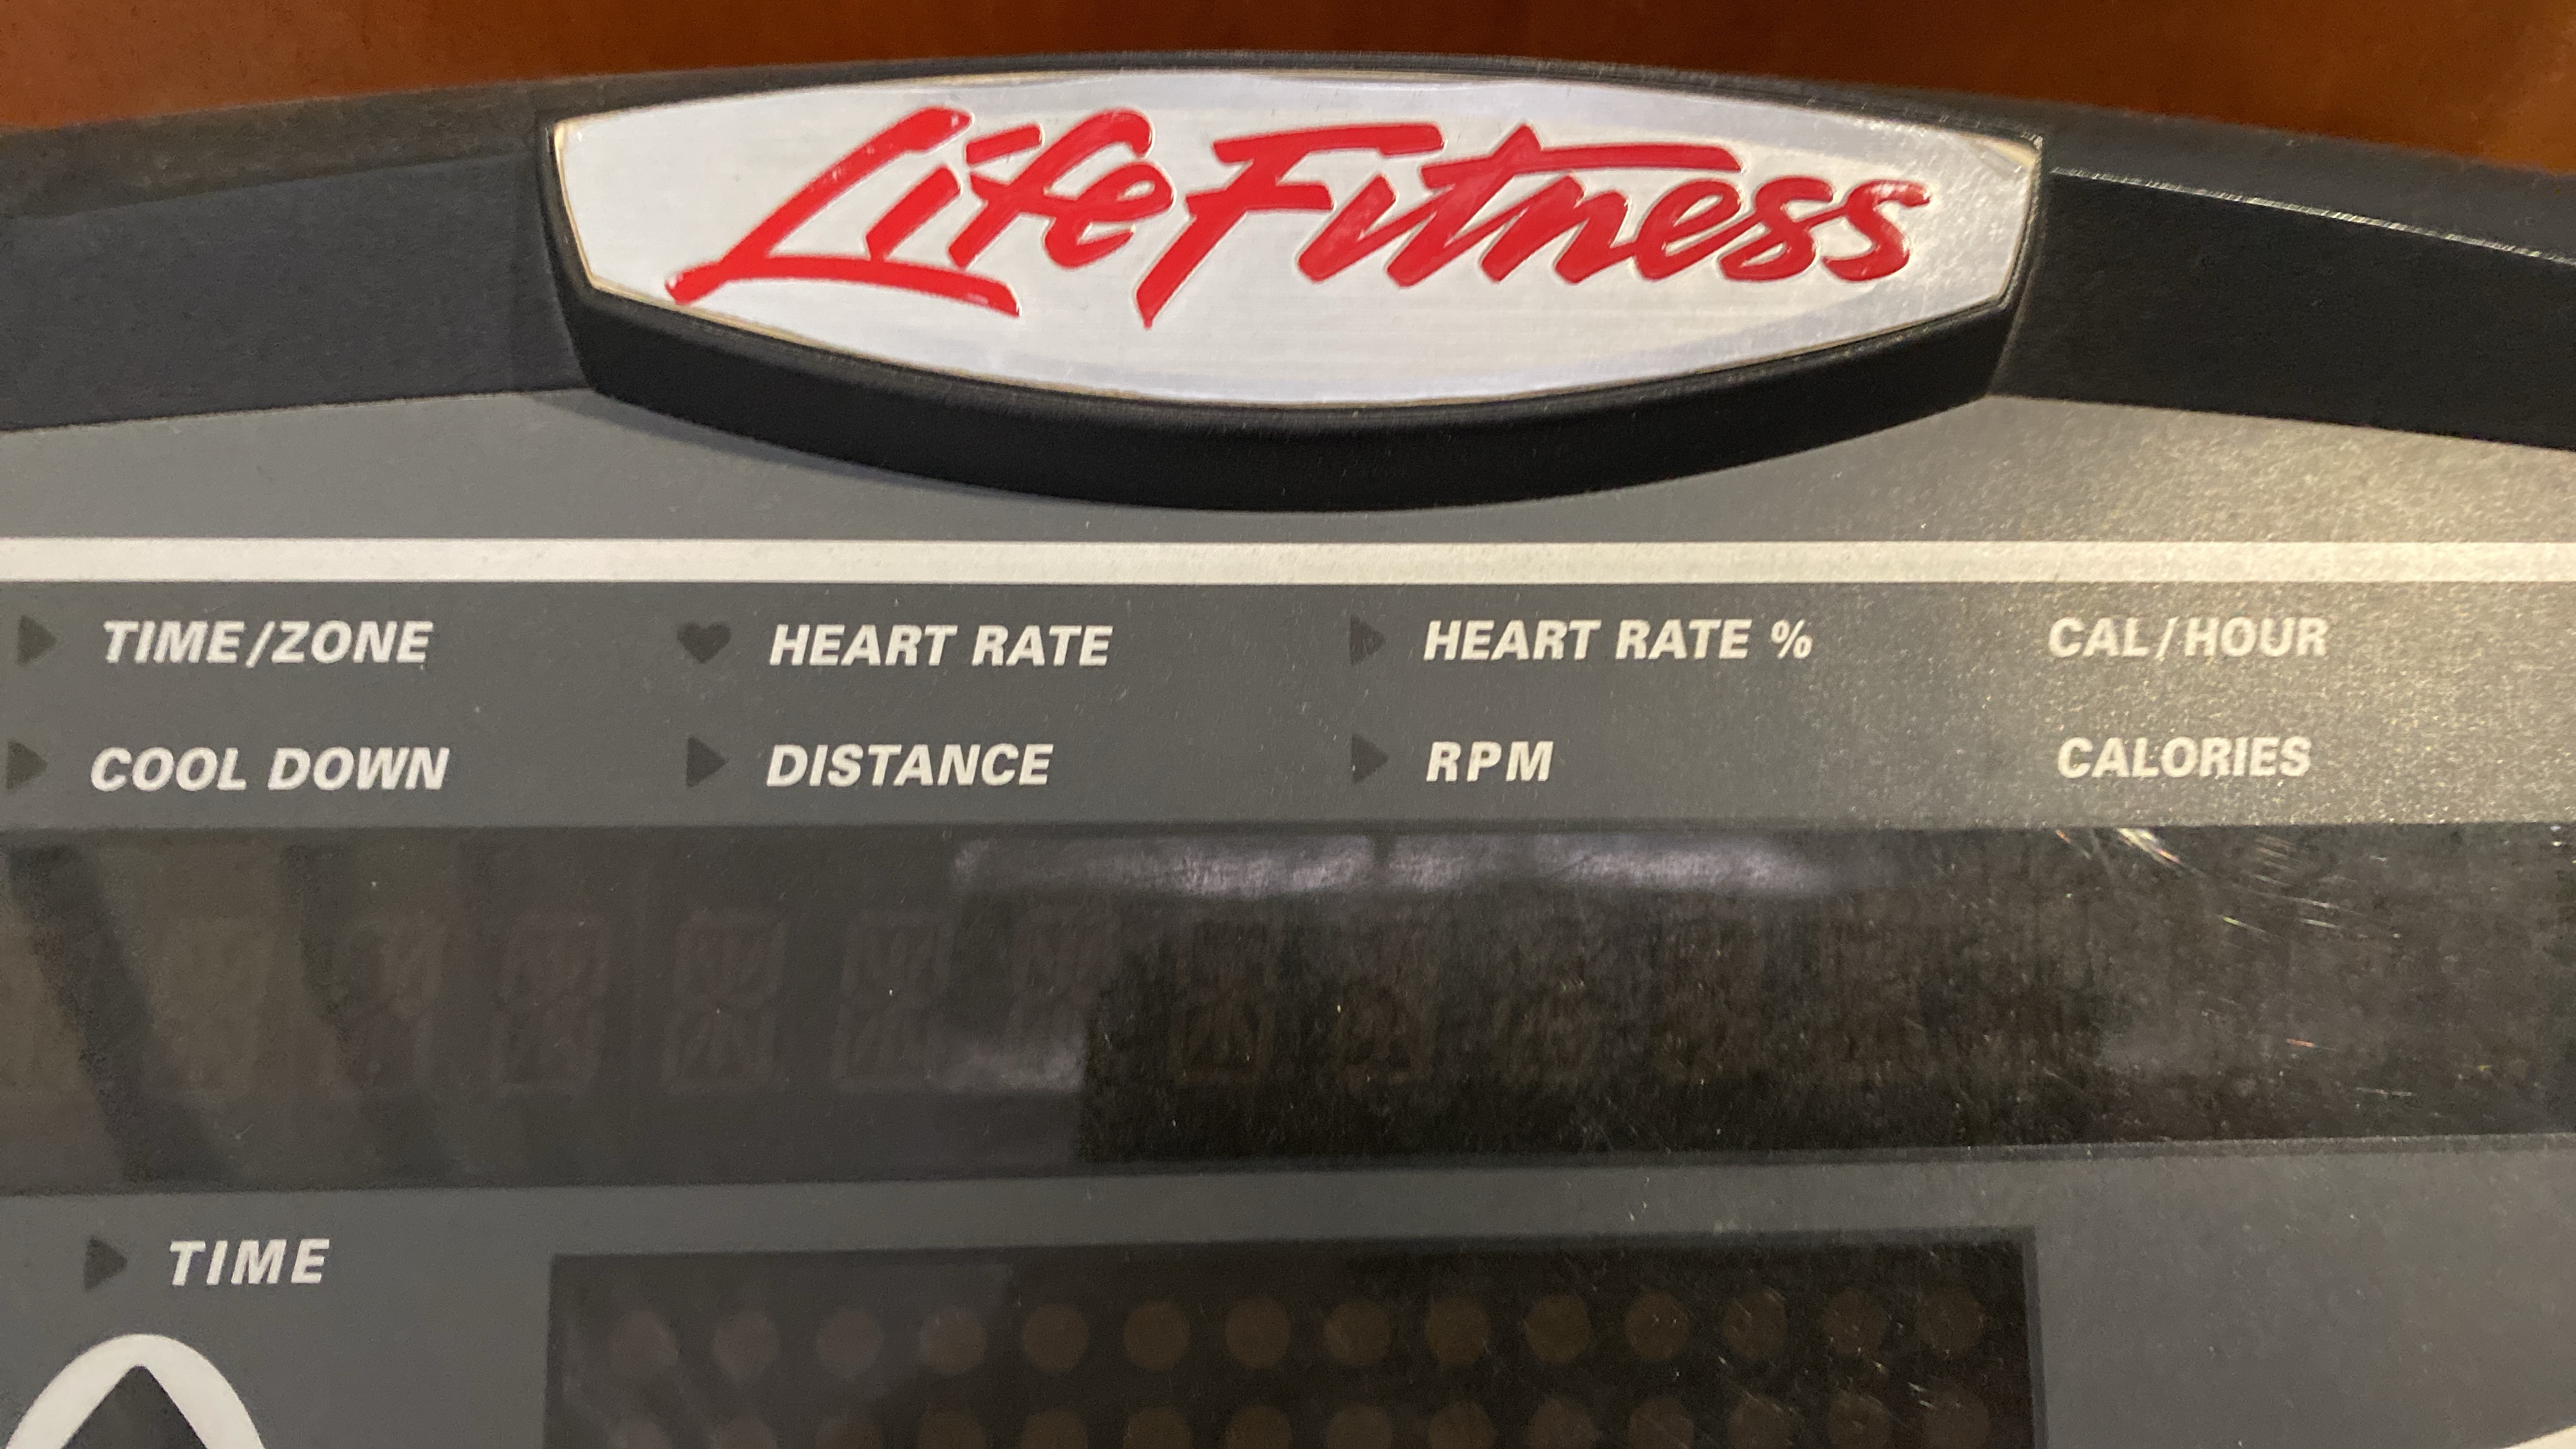 LifeFitness
TIME/ZONE HEART RATE HEART RATE % CAL/HOUR
COOL DOWN DISTANCE RPM CALORIES
TIME